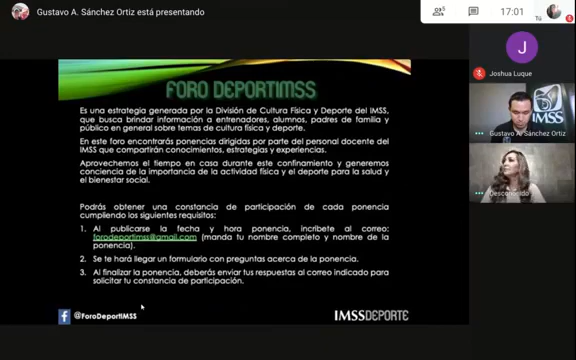 Gustavo A. Sánchez Ortiz está presentando
17:01
Tú
FORO DEPORTIMSS
Es una estrategia generada por la División de Cultura Física y Deporte del IMSS,
que busca brindar información a entrenadores, alumnos, padres de familia y
público en general sobre temas de cultura física y deporte.
En este foro encontrarás ponencias dirigidas por parte del personal docente del
IMSS que compartirán conocimientos, estrategias y experiencias.
Aprovechemos el tiempo en casa durante este confinamiento y generemos
conciencia de la importancia de la actividad física y el deporte para la salud y
el bienestar social.
Podrás obtener una constancia de participación de cada ponencia
cumpliendo los siguientes requisitos:
1. Al publicarse la fecha y hora ponencia, incribete al correo:
forodeportimss@gmail.com (manda tu nombre completo y nombre de la
ponencia).
2. Se te hará llegar un formulario con preguntas acerca de la ponencia.
3. Al finalizar la ponencia, deberás enviar tus respuestas al correo indicado para
solicitar tu constancia de participación.
f @ForoDeportIMSS
IMSSDEPORTE
J
Joshua Luque
IMSS
Gustavo A. Sánchez Ortiz
Desconocido